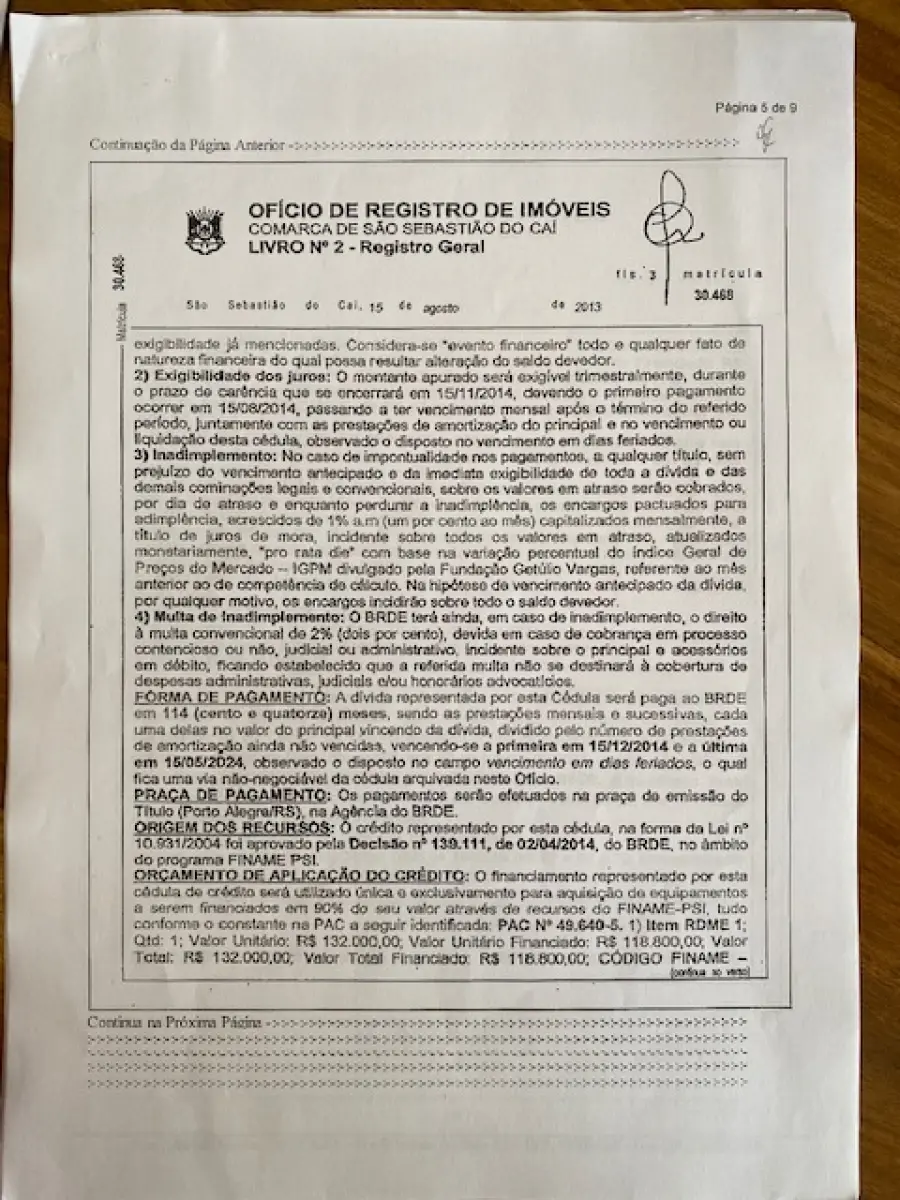 Página 5 de 9
Continuação da Página Anterior -:->:->:->:->:->:->:->:->:->:->:->:->:->:->:->:->:->:->:->:->:->:->:->
OFÍCIO DE REGISTRO DE IMÓVEIS
COMARCA DE SÃO SEBASTIÃO DO CAÍ
LIVRO Nº 2 - Registro Geral
fls. 3 matrícula
30.468
Matrícula 30.468
São Sebastião do Caí, 15 de agosto de 2013
exigibilidade já mencionadas. Considera-se "evento financeiro" todo e qualquer fato de
natureza financeira do qual possa resultar alteração do saldo devedor.
2) Exigibilidade dos juros: O montante apurado será exigível trimestralmente, durante
o prazo de carência que se encerrará em 15/11/2014, devendo o primeiro pagamento
ocorrer em 15/08/2014, passando a ter vencimento mensal após o término do referido
período, juntamente com as prestações de amortização do principal e no vencimento ou
liquidação desta cédula, observado o disposto no vencimento em dias feriados.
3) Inadimplemento: No caso de impontualidade nos pagamentos, a qualquer título, sem
prejuízo do vencimento antecipado e da imediata exigibilidade de toda a dívida e das
demais cominações legais e convencionais, sobre os valores em atraso serão cobrados,
por dia de atraso e enquanto perdurar a inadimplência, os encargos pactuados para
adimplência, acrescidos de 1% a.m (um por cento ao mês) capitalizados mensalmente, a
título de juros de mora, incidente sobre todos os valores em atraso, atualizados
monetariamente, "pro rata die" com base na variação percentual do Índice Geral de
Preços do Mercado – IGPM divulgado pela Fundação Getúlio Vargas, referente ao mês
anterior ao de competência de cálculo. Na hipótese de vencimento antecipado da dívida,
por qualquer motivo, os encargos incidirão sobre todo o saldo devedor.
4) Multa de Inadimplemento: O BRDE terá ainda, em caso de inadimplemento, o direito
à multa convencional de 2% (dois por cento), devida em caso de cobrança em processo
contencioso ou não, judicial ou administrativo, incidente sobre o principal e acessórios
em débito, ficando estabelecido que a referida multa não se destinará à cobertura de
despesas administrativas, judiciais e/ou honorários advocatícios.
FORMA DE PAGAMENTO: A dívida representada por esta Cédula será paga ao BRDE
em 114 (cento e quatorze) meses, sendo as prestações mensais e sucessivas, cada
uma delas no valor do principal vincendo da dívida, dividido pelo número de prestações
de amortização ainda não vencidas, vencendo-se a primeira em 15/12/2014 e a última
em 15/05/2024, observado o disposto no campo vencimento em dias feriados, o qual
fica uma via não-negociável da cédula arquivada neste Ofício.
PRAÇA DE PAGAMENTO: Os pagamentos serão efetuados na praça de emissão do
Título (Porto Alegre/RS), na Agência do BRDE.
ORIGEM DOS RECURSOS: O crédito representado por esta cédula, na forma da Lei nº
10.931/2004 foi aprovado pela Decisão nº 139.111, de 02/04/2014, do BRDE, no âmbito
do programa FINAME PSI.
ORÇAMENTO DE APLICAÇÃO DO CRÉDITO: O financiamento representado por esta
cédula de crédito será utilizado única e exclusivamente para aquisição de equipamentos
a serem financiados em 90% do seu valor através de recursos do FINAME-PSI, tudo
conforme o constante na PAC a seguir identificada: PAC Nº 49.640-5. 1) Item RDME 1;
Qtd: 1; Valor Unitário: R$ 132.000,00; Valor Unitário Financiado: R$ 118.800,00; Valor
Total: R$ 132.000,00; Valor Total Financiado: R$ 118.800,00; CÓDIGO FINAME –
(continua no verso)
Continua na Próxima Página -:->:->:->:->:->:->:->:->:->:->:->:->:->:->:->:->:->:->:->:->:->:->:->:->